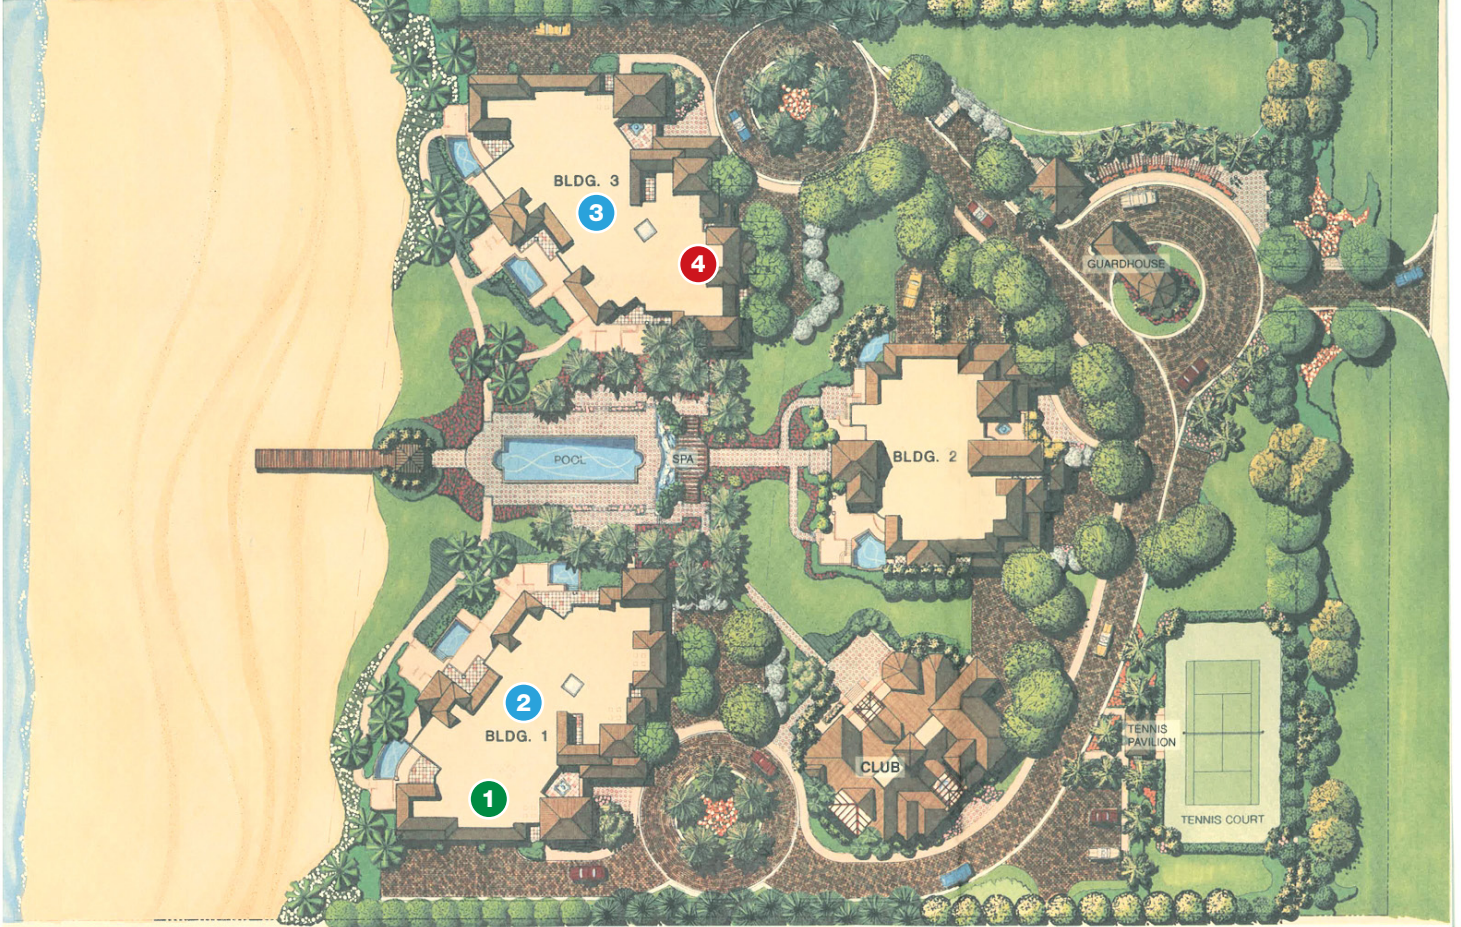 BLDG. 3
3
4
GUARDHOUSE
POOL
SPA
BLDG. 2
2
BLDG. 1
1
CLUB
TENNIS
PAVILION
TENNIS COURT